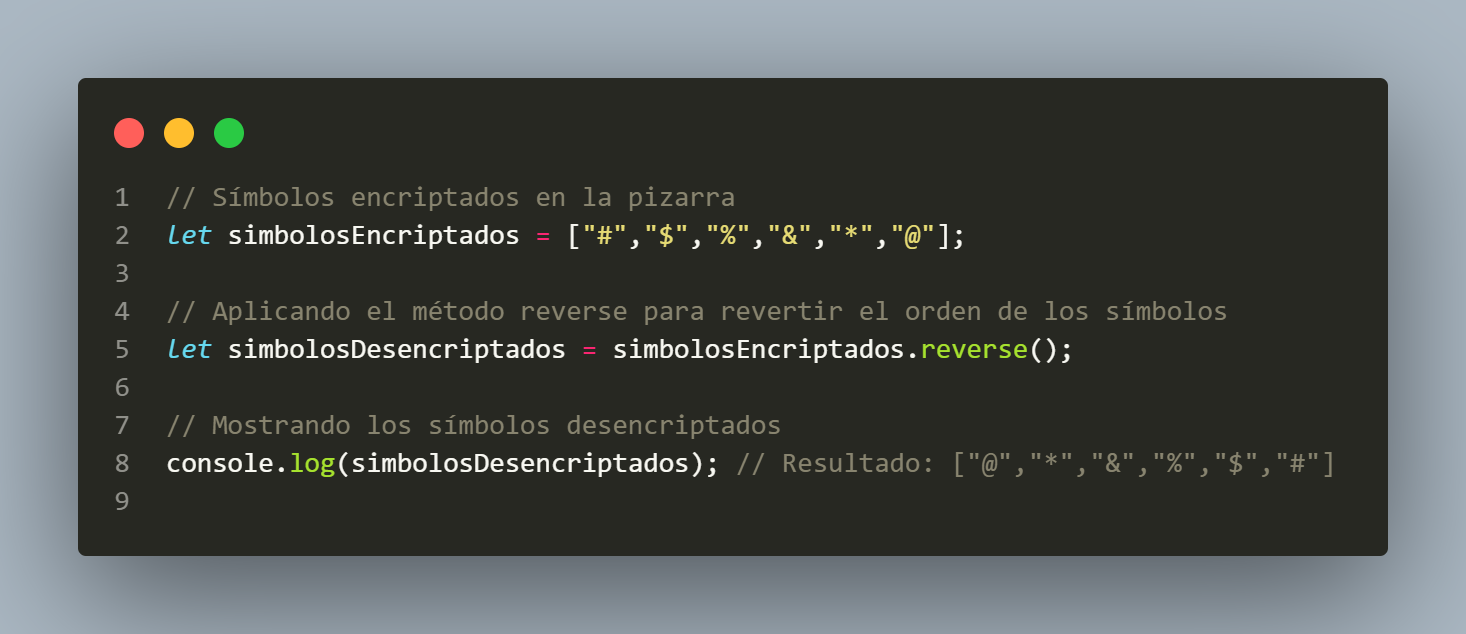 1 // Símbolos encriptados en la pizarra
2 let simbolosEncriptados = ["#","$","%","&","*","@"];
3
4 // Aplicando el método reverse para revertir el orden de los símbolos
5 let simbolosDesencriptados = simbolosEncriptados.reverse();
6
7 // Mostrando los símbolos desencriptados
8 console.log(simbolosDesencriptados); // Resultado: ["@","*","&","%","$","#"]
9